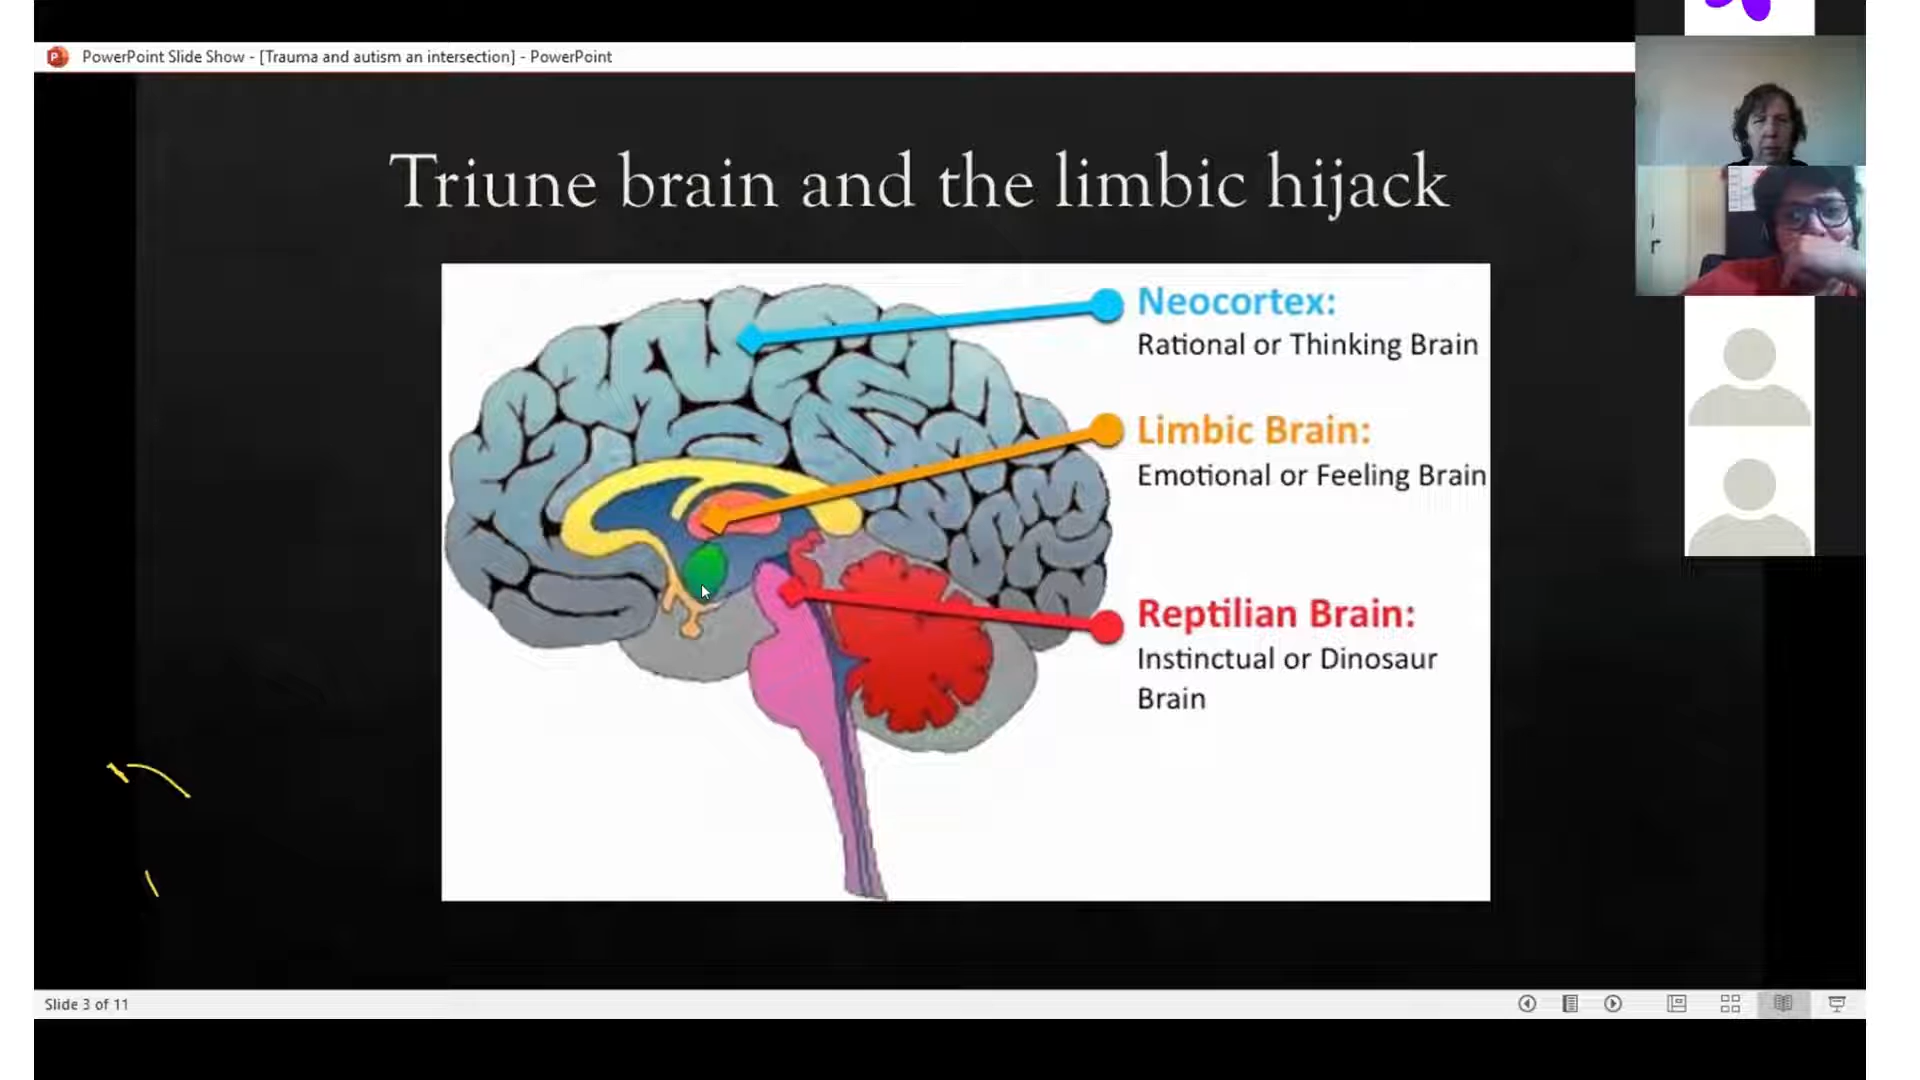 PowerPoint Slide Show - [Trauma and autism an intersection] - PowerPoint
Triune brain and the limbic hijack
Neocortex:
Rational or Thinking Brain
Limbic Brain:
Emotional or Feeling Brain
Reptilian Brain:
Instinctual or Dinosaur
Brain
Slide 3 of 11